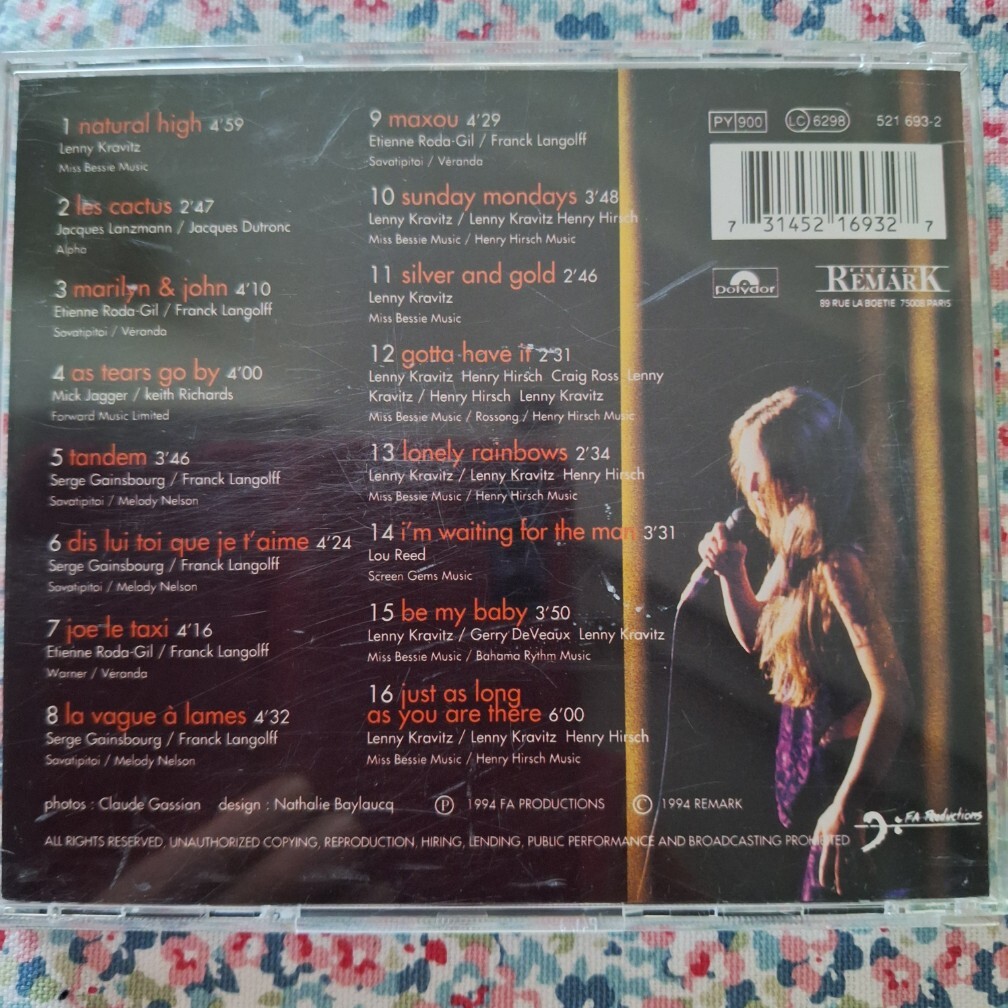 1 natural high 4'59
Lenny Kravitz
Miss Bessie Music
2 les cactus 2'47
Jacques Lanzmann / Jacques Dutronc
Alpha
3 marilyn & john 4'10
Etienne Roda-Gil / Franck Langolff
Savatipitoi / Véranda
4 as tears go by 4'00
Mick Jagger / keith Richards
Forward Music Limited
5 tandem 3'46
Serge Gainsbourg / Franck Langolff
Savatipitoi / Melody Nelson
6 dis lui toi que je t'aime 4'24
Serge Gainsbourg / Franck Langolff
Savatipitoi / Melody Nelson
7 joe le taxi 4'16
Etienne Roda-Gil / Franck Langolff
Warner / Véranda
8 la vague à lames 4'32
Serge Gainsbourg / Franck Langolff
Savatipitoi / Melody Nelson
9 maxou 4'29
Etienne Roda-Gil / Franck Langolff
Savatipitoi / Véranda
10 sunday mondays 3'48
Lenny Kravitz / Lenny Kravitz Henry Hirsch
Miss Bessie Music / Henry Hirsch Music
11 silver and gold 2'46
Lenny Kravitz
Miss Bessie Music
12 gotta have it 2'31
Lenny Kravitz Henry Hirsch Craig Ross Lenny
Kravitz / Henry Hirsch Lenny Kravitz
Miss Bessie Music / Rossong / Henry Hirsch Music
13 lonely rainbows 2'34
Lenny Kravitz / Lenny Kravitz Henry Hirsch
Miss Bessie Music / Henry Hirsch Music
14 i'm waiting for the man 3'31
Lou Reed
Screen Gems Music
15 be my baby 3'50
Lenny Kravitz / Gerry DeVeaux Lenny Kravitz
Miss Bessie Music / Bahama Rythm Music
16 just as long
as you are there 6'00
Lenny Kravitz / Lenny Kravitz Henry Hirsch
Miss Bessie Music / Henry Hirsch Music
PY 900 LC 6298 521 693-2
7 31452 16932 7
polydor
RECORDS
REMARK
89 RUE LA BOETIE 75008 PARIS
photos : Claude Gassian design : Nathalie Baylaucq Ⓟ 1994 FA PRODUCTIONS © 1994 REMARK
FA Productions
ALL RIGHTS RESERVED, UNAUTHORIZED COPYING, REPRODUCTION, HIRING, LENDING, PUBLIC PERFORMANCE AND BROADCASTING PROHIBITED